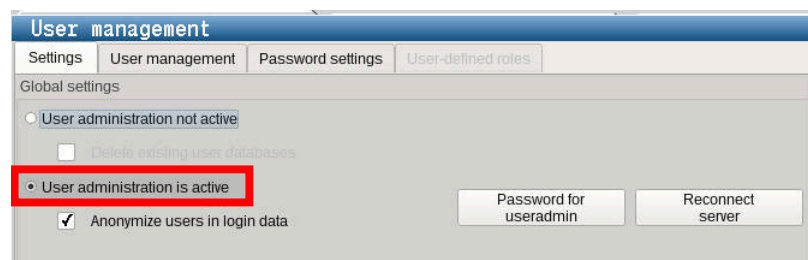 User management
Settings User management Password settings User-defined roles
Global settings
User administration not active
Delete existing user databases
User administration is active
Anonymize users in login data
Password for
useradmin
Reconnect
server